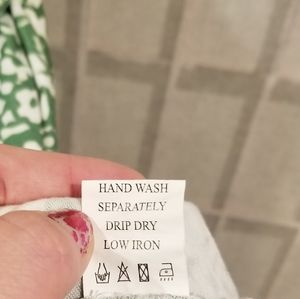 HAND WASH
SEPARATELY
DRIP DRY
LOW IRON